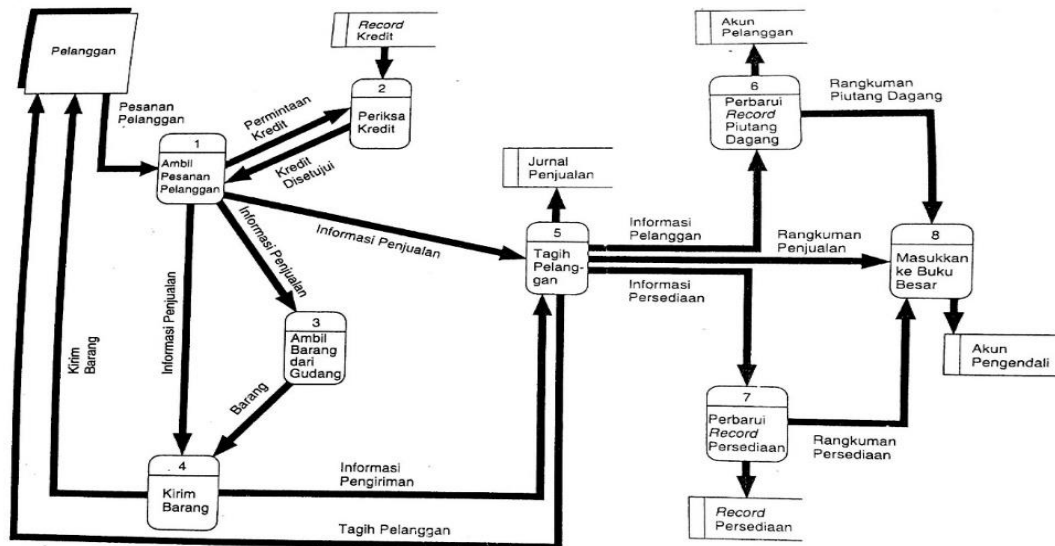 Pelanggan
Pesanan
Pelanggan
1
Ambil
Pesanan
Pelanggan
Permintaan
Kredit
Kredit
Disetujui
Record
Kredit
2
Periksa
Kredit
Informasi Penjualan
Informasi Penjualan
Informasi Penjualan
3
Ambil
Barang
dari
Gudang
Barang
Kirim
Barang
4
Kirim
Barang
Informasi
Pengiriman
Tagih Pelanggan
Jurnal
Penjualan
5
Tagih
Pelang-
gan
Informasi
Pelanggan
Rangkuman
Penjualan
Informasi
Persediaan
Akun
Pelanggan
6
Perbarui
Record
Piutang
Dagang
Rangkuman
Piutang Dagang
7
Perbarui
Record
Persediaan
Rangkuman
Persediaan
Record
Persediaan
8
Masukkan
ke Buku
Besar
Akun
Pengendali